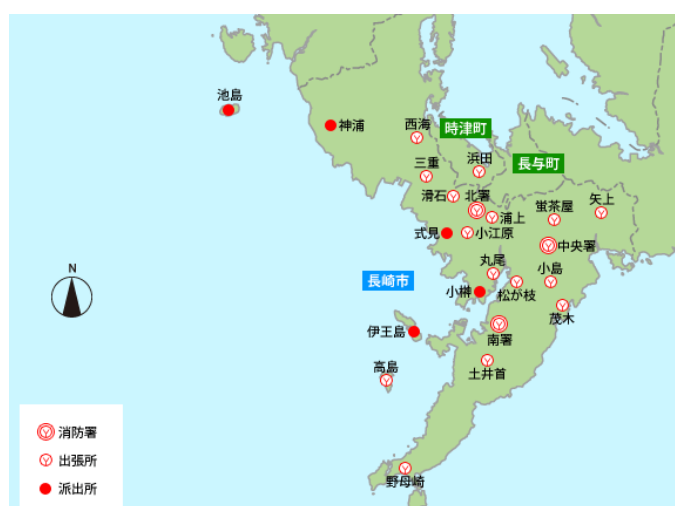 池島
神浦
西海
時津町
三重
浜田
長与町
滑石
北署
浦上
蛍茶屋
矢上
式見
小江原
中央署
丸尾
小島
長崎市
小榊
松が枝
茂木
伊王島
南署
高島
土井首
野母崎
N
消防署
出張所
派出所